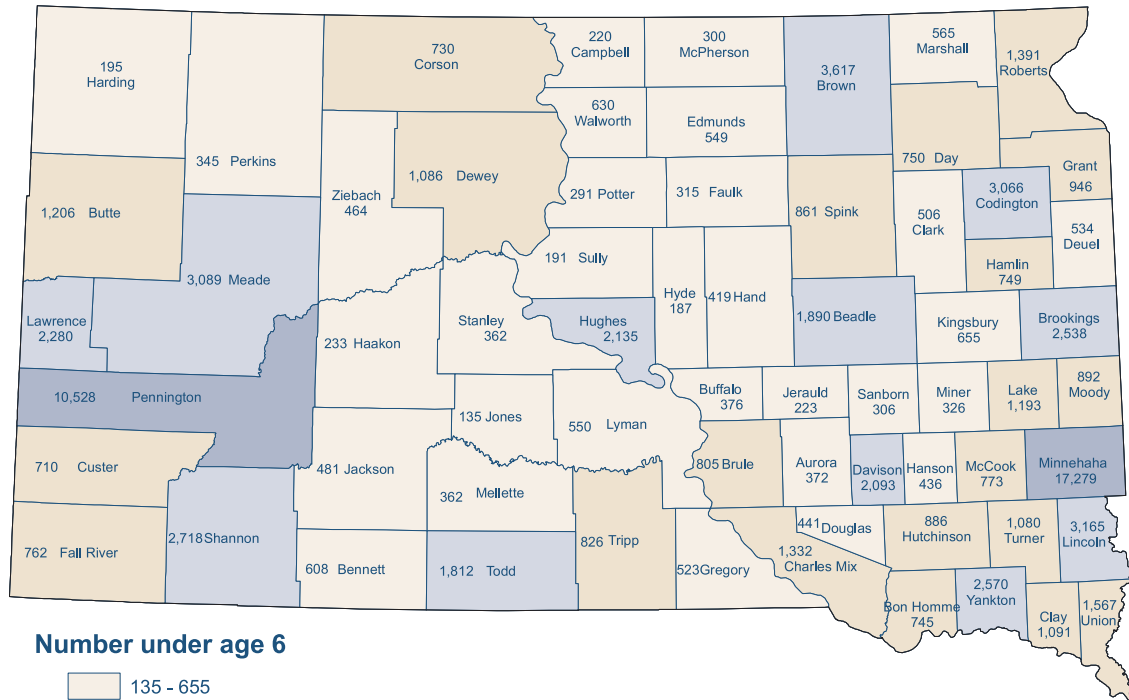 195
Harding
345 Perkins
730
Corson
220
Campbell
300
McPherson
3,617
Brown
565
Marshall
1,391
Roberts
630
Walworth
Edmunds
549
750 Day
Grant
946
1,206 Butte
Ziebach
464
1,086 Dewey
291 Potter
315 Faulk
861 Spink
506
Clark
3,066
Codington
534
Deuel
Hamlin
749
3,089 Meade
191 Sully
Hyde
187
419 Hand
Lawrence
2,280
233 Haakon
Stanley
362
Hughes
2,135
1,890 Beadle
Kingsbury
655
Brookings
2,538
10,528 Pennington
135 Jones
550 Lyman
Buffalo
376
Jerauld
223
Sanborn
306
Miner
326
Lake
1,193
892
Moody
710 Custer
481 Jackson
362 Mellette
805 Brule
Aurora
372
Davison
2,093
Hanson
436
McCook
773
Minnehaha
17,279
762 Fall River
2,718 Shannon
608 Bennett
1,812 Todd
826 Tripp
523 Gregory
441 Douglas
1,332
Charles Mix
886
Hutchinson
1,080
Turner
3,165
Lincoln
Bon Homme
745
2,570
Yankton
Clay
1,091
1,567
Union
Number under age 6
135 - 655